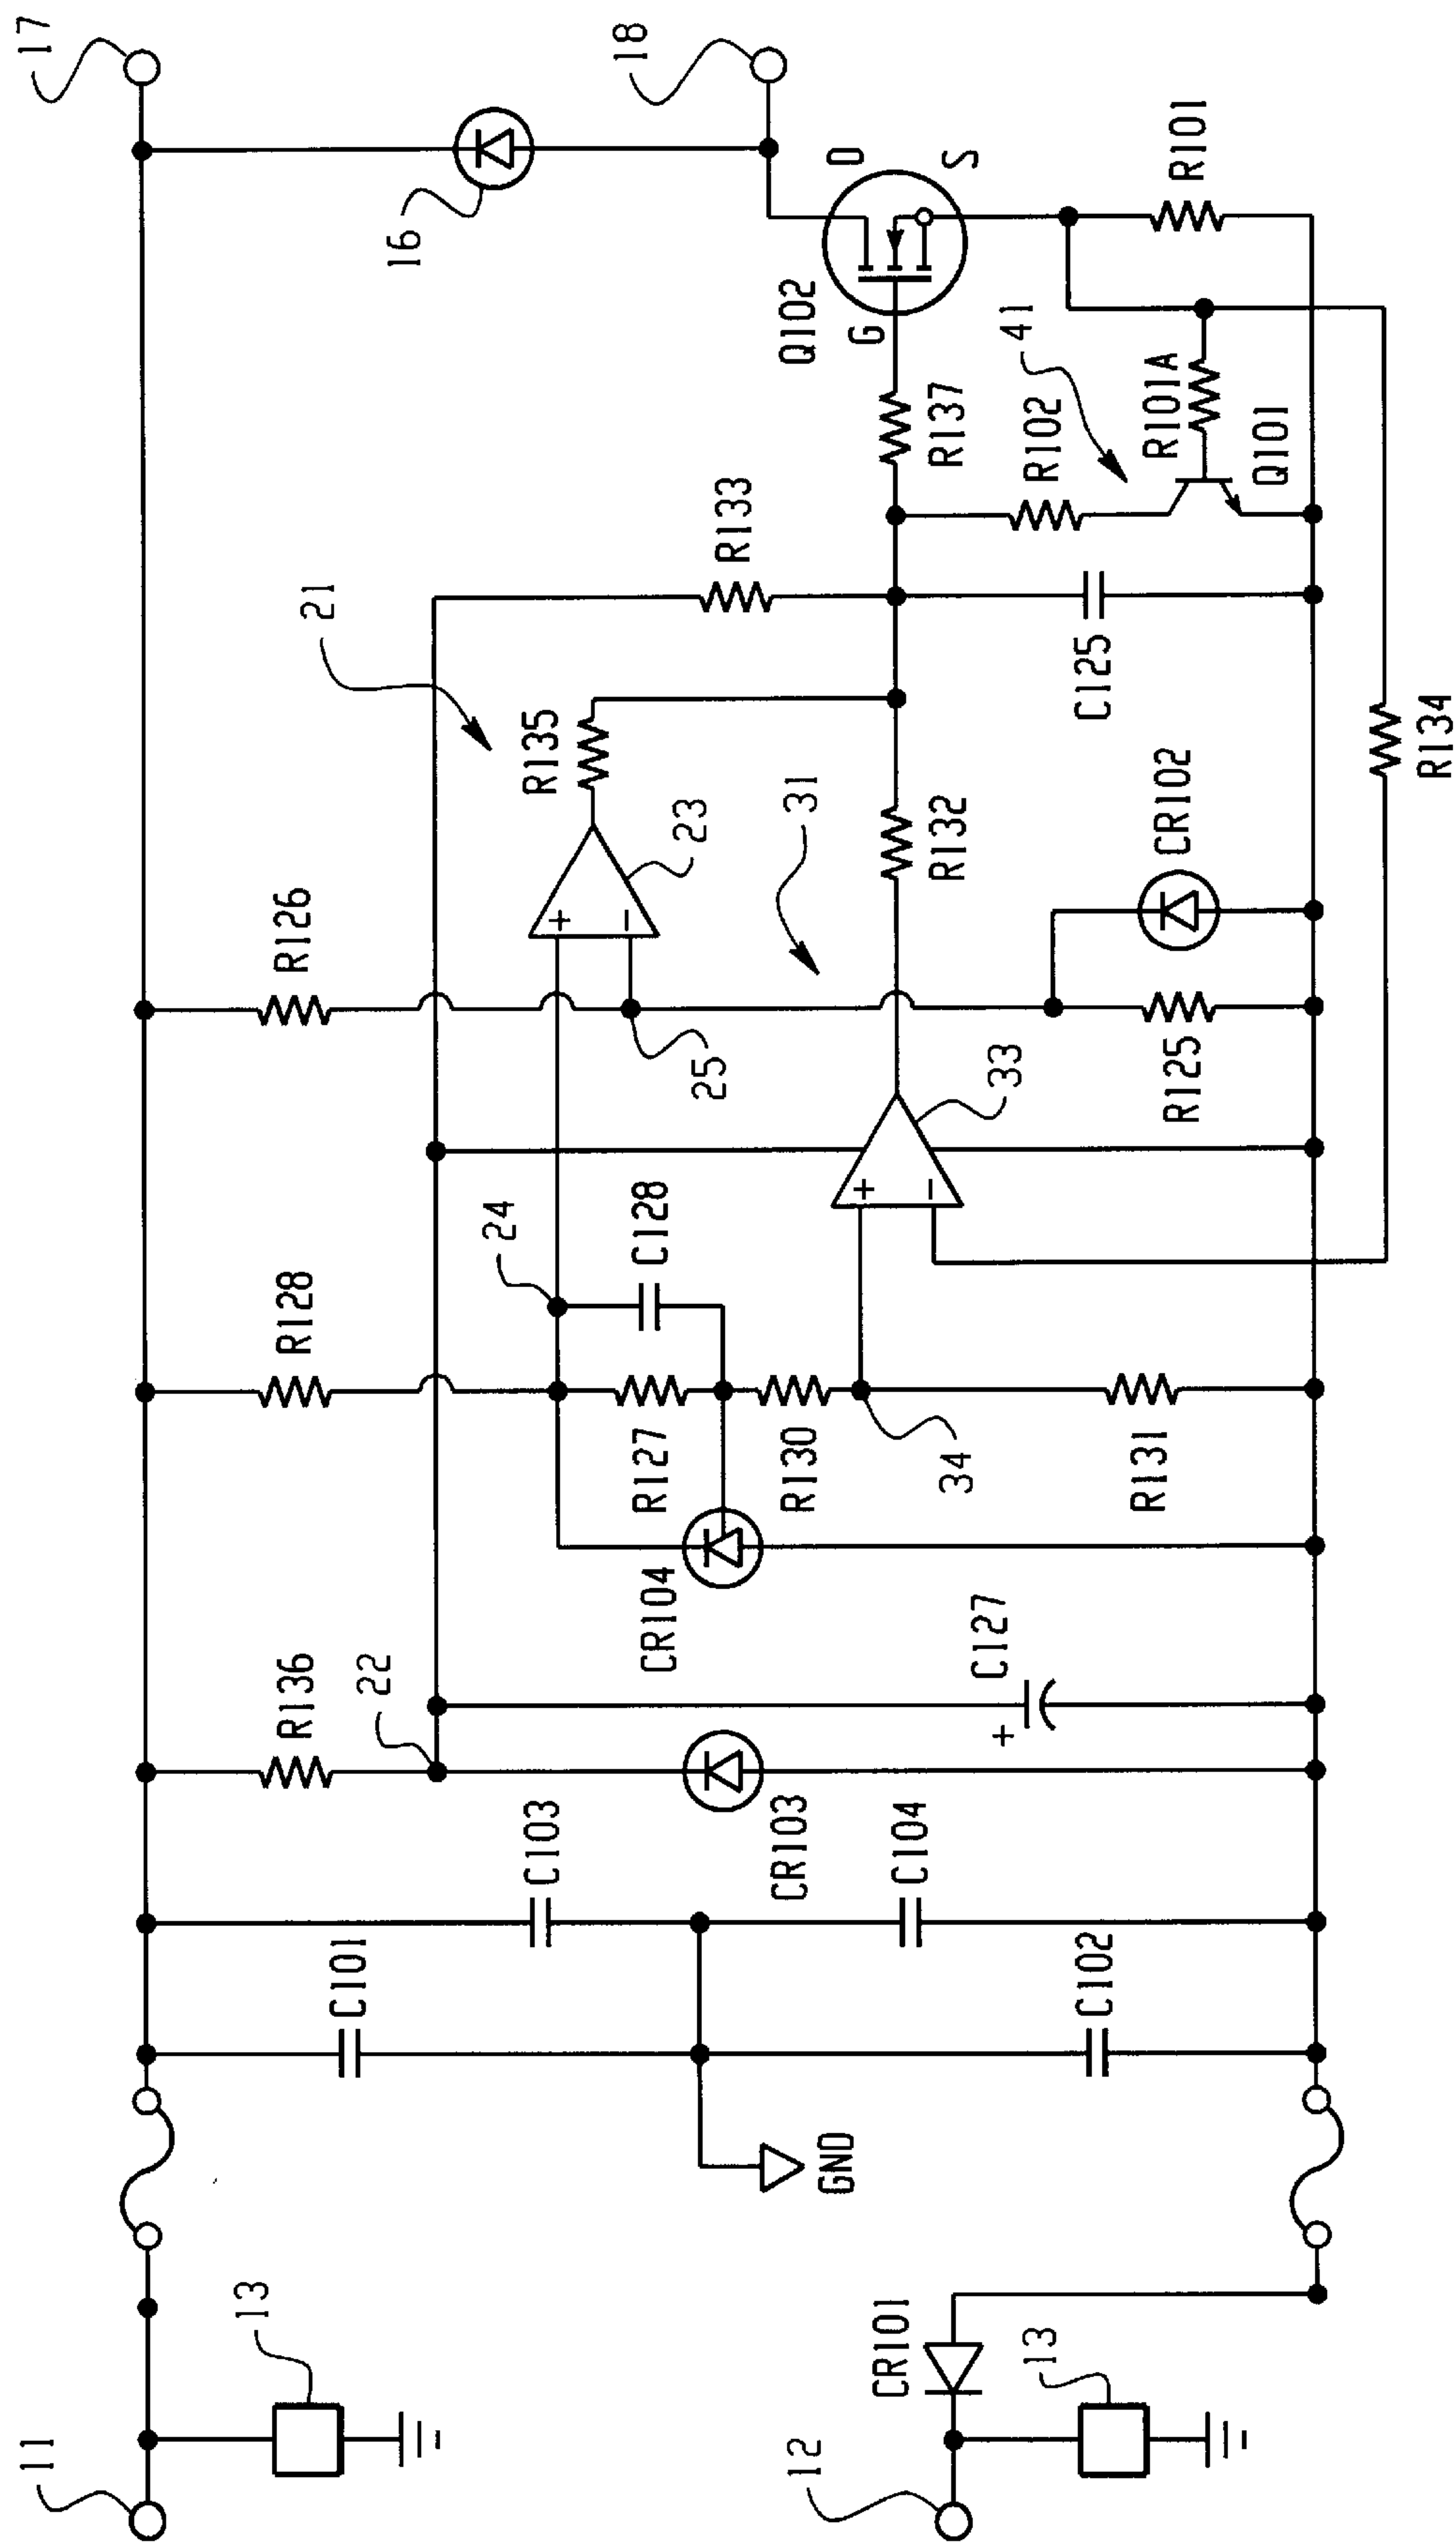 11
13
12
CR101
13
GND
C101
C102
C103
C104
R136
22
CR103
+
C127
CR104
R128
R127
R130
34
R131
24
C128
+
-
33
R126
25
R125
+
-
23
R135
31
R132
CR102
R134
21
R133
C125
R102
41
R137
R101A
Q101
Q102
G
D
S
R101
16
17
18